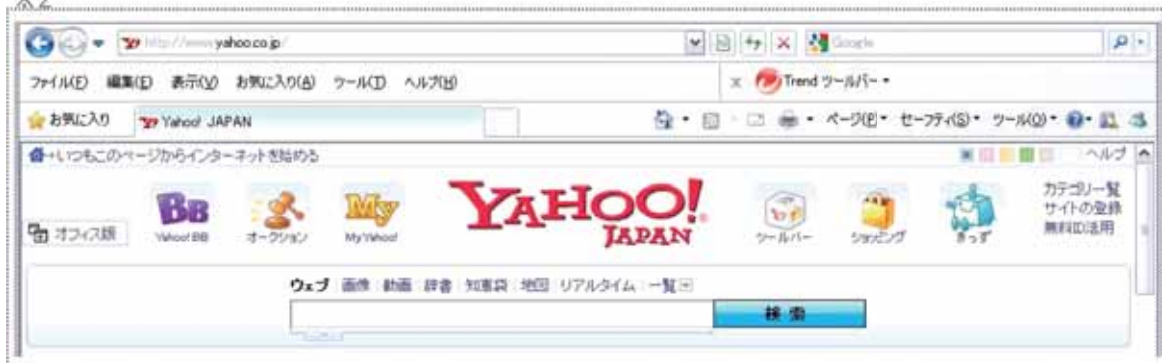 http://www.yahoo.co.jp/ Google
ファイル(F) 編集(E) 表示(V) お気に入り(A) ツール(T) ヘルプ(H) x Trend ツールバー
お気に入り Yahoo! JAPAN ページ(P) セーフティ(S) ツール(O)
いつもこのページからインターネットを始める ヘルプ
オフィス版 BB Yahoo! BB オークション My My Yahoo! YAHOO! JAPAN ツールバー ショッピング きっず カテゴリ一覧
サイトの登録
無料ID活用
ウェブ 画像 動画 辞書 知恵袋 地図 リアルタイム 一覧
検索